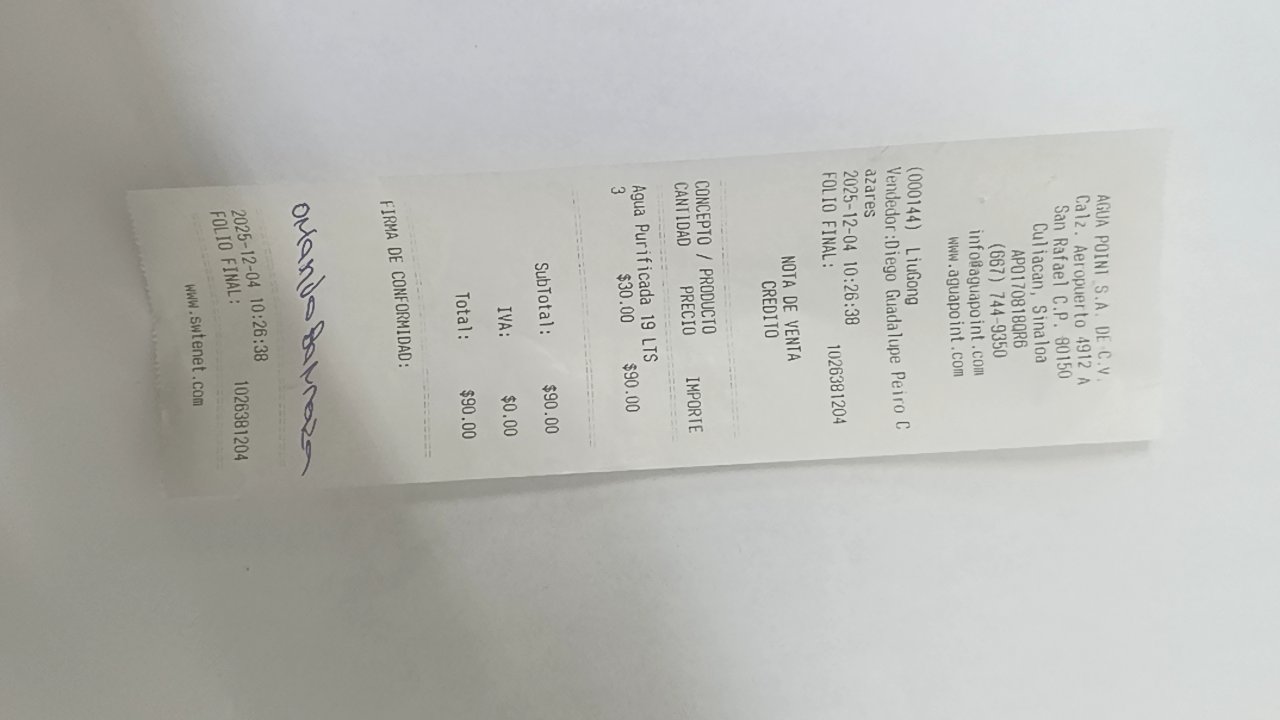 AGUA POINT S.A. DE C.V.
Calz. Aeropuerto 4912 A
San Rafael C.P. 80150
Culiacan, Sinaloa
APO170818QR6
(667) 744-9350
info@aguapoint.com
www.aguapoint.com
(000144) LiuGong
Vendedor:Diego Guadalupe Peiro C
azares
2025-12-04 10:26:38
FOLIO FINAL: 1026381204
NOTA DE VENTA
CREDITO
CONCEPTO / PRODUCTO
CANTIDAD PRECIO IMPORTE
Agua Purificada 19 LTS
3 $30.00 $90.00
SubTotal: $90.00
IVA: $0.00
Total: $90.00
FIRMA DE CONFORMIDAD:
Barraza
2025-12-04 10:26:38
FOLIO FINAL: 1026381204
www.swtenet.com